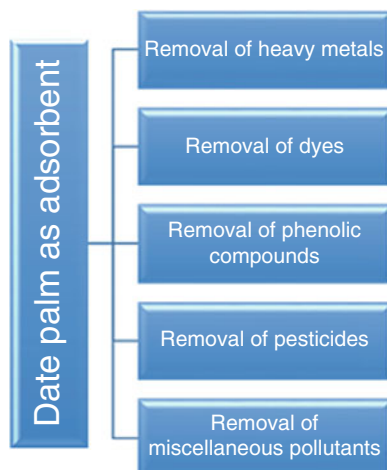 Date palm as adsorbent
Removal of heavy metals
Removal of dyes
Removal of phenolic
compounds
Removal of pesticides
Removal of
miscellaneous pollutants